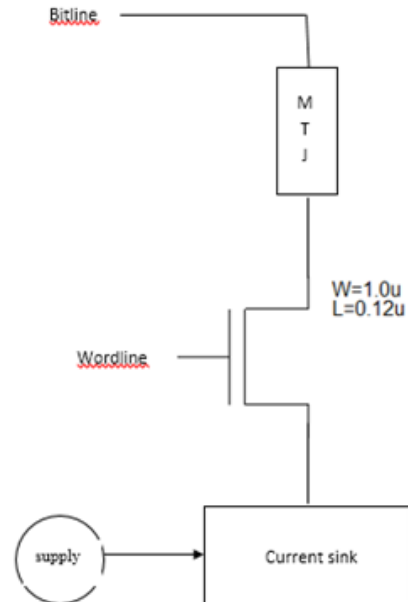 Bitline
M
T
J
W=1.0u
L=0.12u
Wordline
supply
Current sink